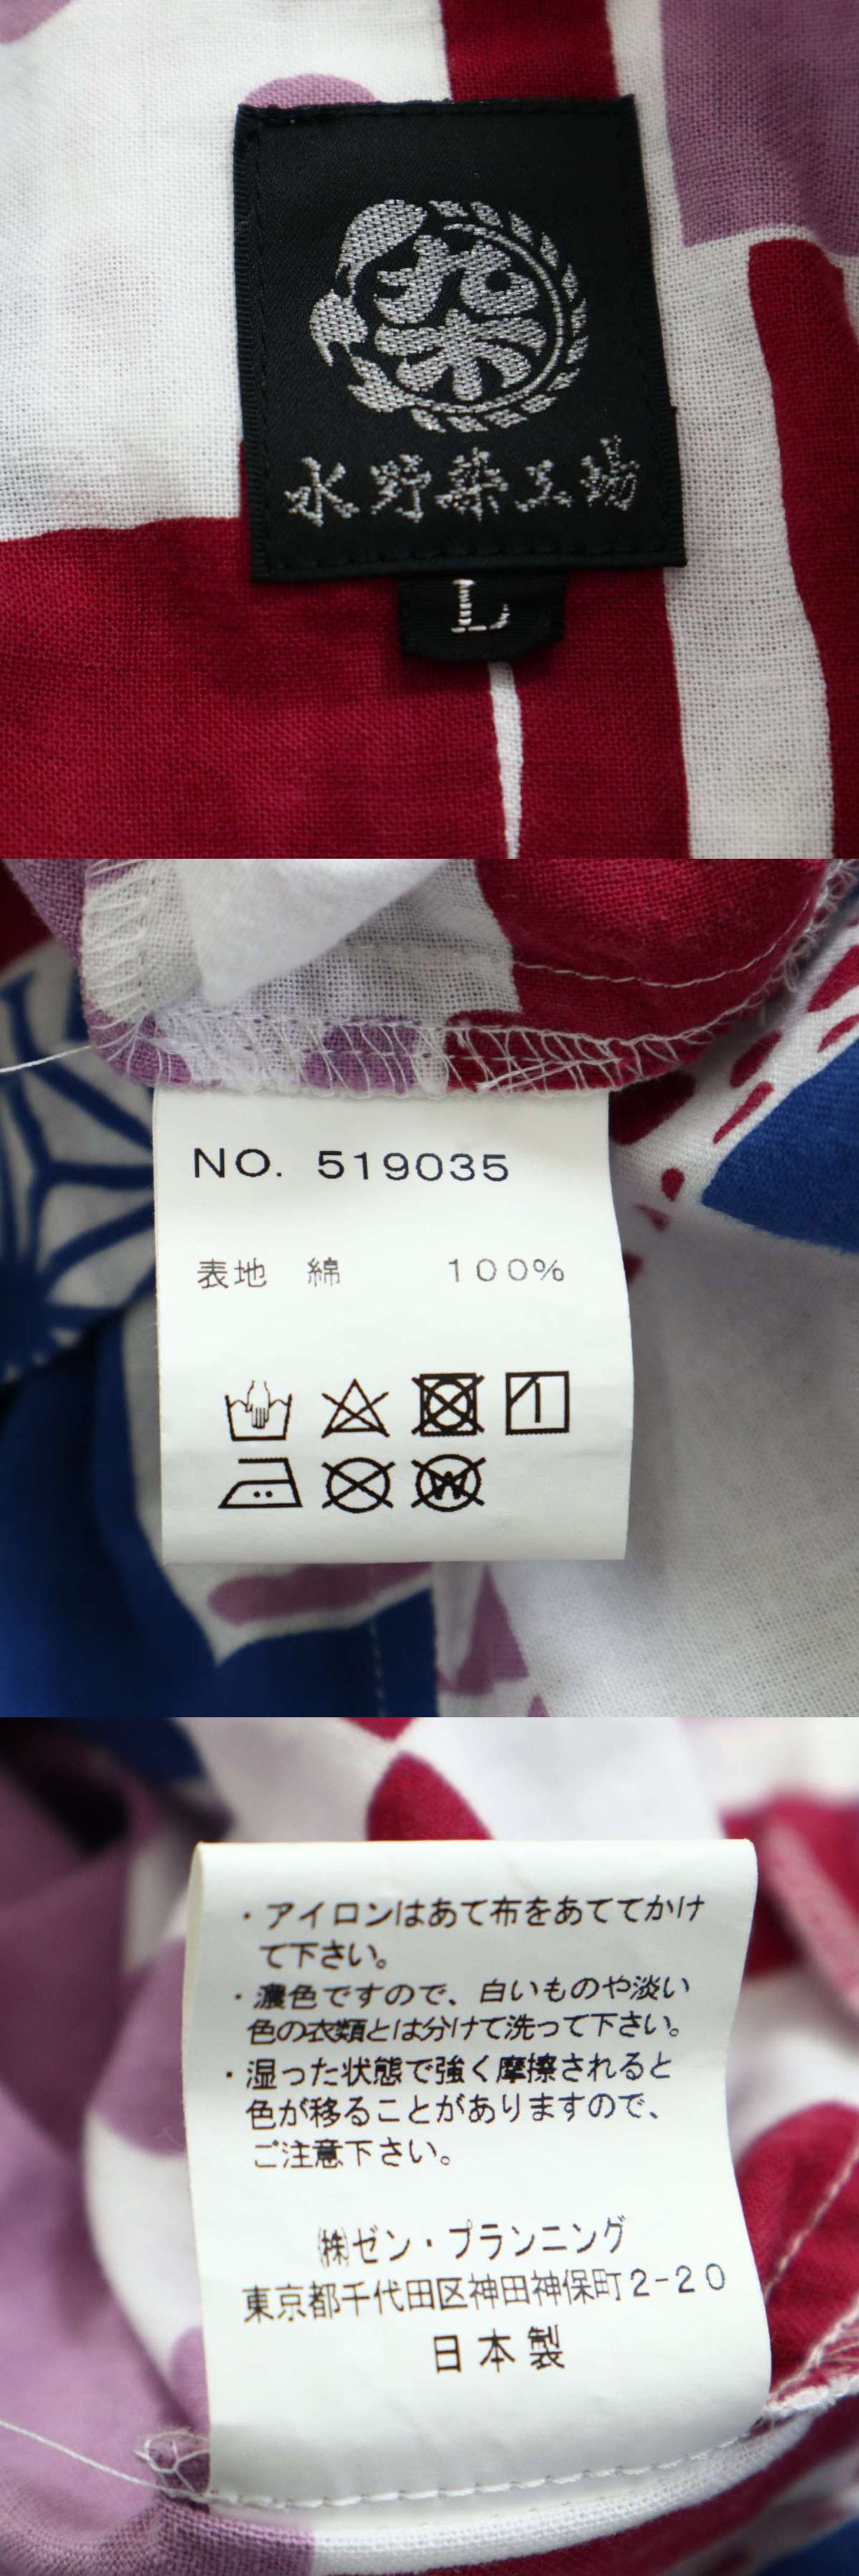 九
染
水野染工場
L
NO. 519035
表地 綿 100%
W
・アイロンはあて布をあててかけ
て下さい。
・濃色ですので、白いものや淡い
色の衣類とは分けて洗って下さい。
・湿った状態で強く摩擦されると
色が移ることがありますので、
ご注意下さい。
㈱ゼン・プランニング
東京都千代田区神田神保町2-20
日本製